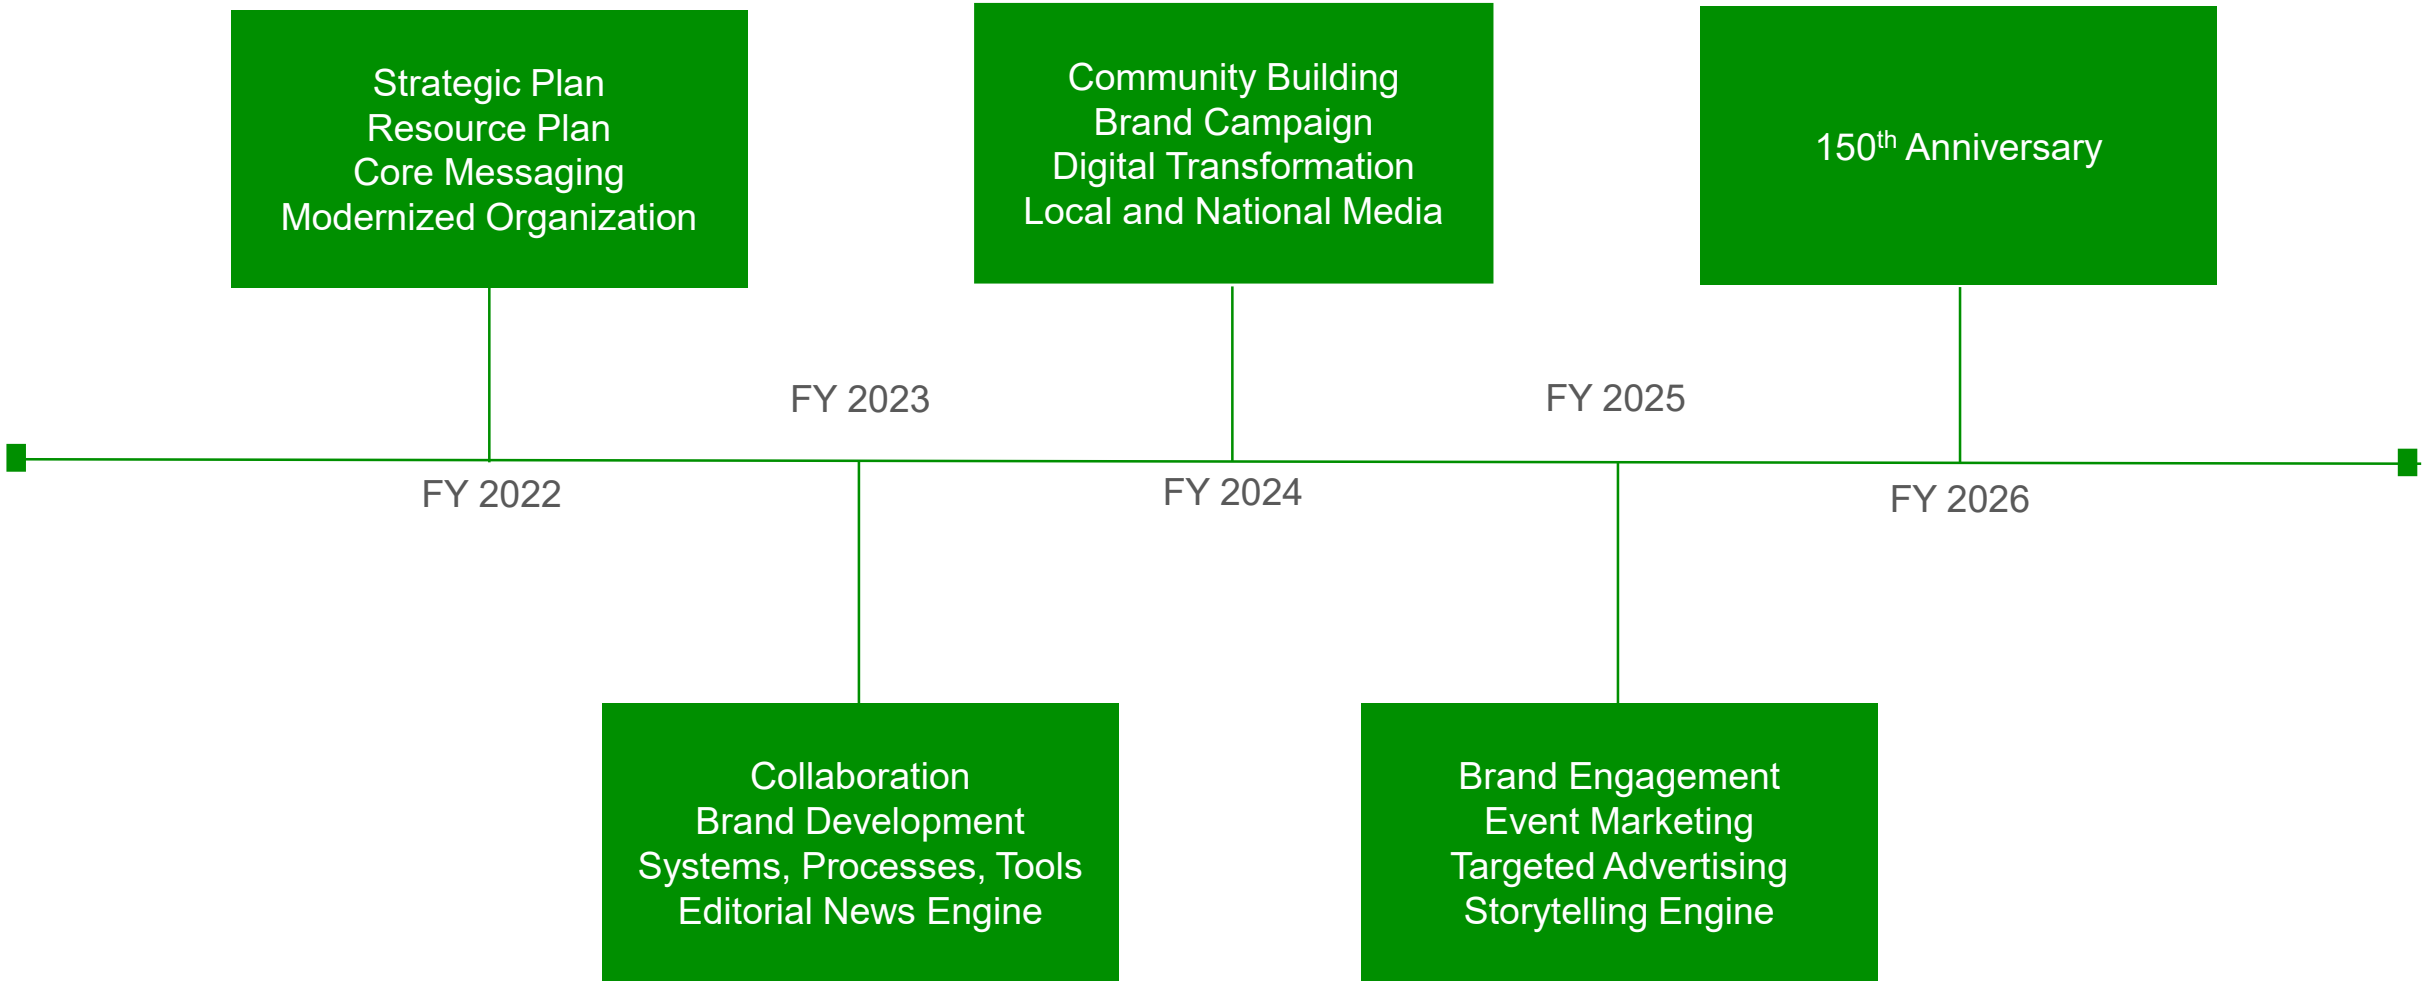 Strategic Plan
Resource Plan
Core Messaging
Modernized Organization
Community Building
Brand Campaign
Digital Transformation
Local and National Media
150th Anniversary
FY 2023
FY 2025
FY 2022
FY 2024
FY 2026
Collaboration
Brand Development
Systems, Processes, Tools
Editorial News Engine
Brand Engagement
Event Marketing
Targeted Advertising
Storytelling Engine